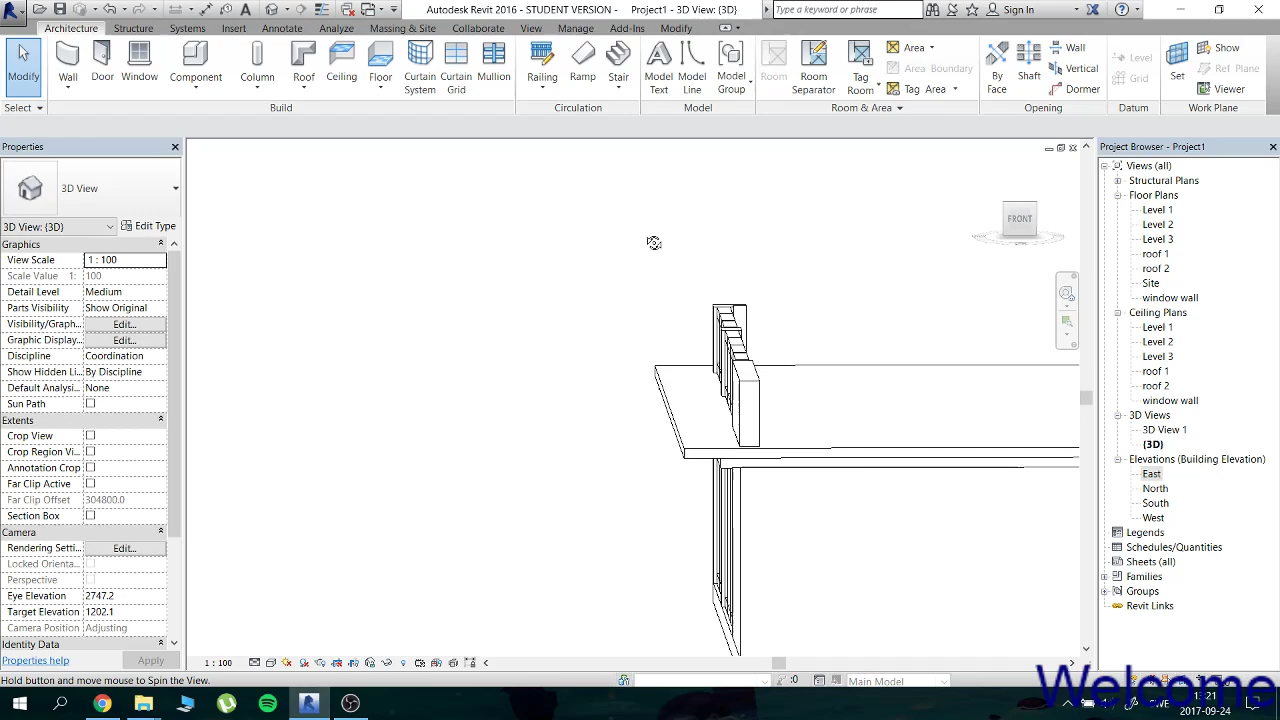 Autodesk Revit 2016 - STUDENT VERSION - Project1 - 3D View: {3D}
Type a keyword or phrase
Sign In
Architecture Structure Systems Insert Annotate Analyze Massing & Site Collaborate View Manage Add-Ins Modify
Modify Wall Door Window Component Column Roof Ceiling Floor Curtain System Curtain Grid Mullion Railing Ramp Stair Model Text Model Line Model Group Room Room Separator Tag Room
Area
Area Boundary
Tag Area
By Face Shaft
Wall
Vertical
Dormer
Level
Grid
Set
Show
Ref Plane
Viewer
Select Build Circulation Model Room & Area Opening Datum Work Plane
Properties
3D View
3D View: {3D} Edit Type
Graphics
View Scale 1 : 100
Scale Value 1: 100
Detail Level Medium
Parts Visibility Show Original
Visibility/Graph... Edit...
Graphic Display... Edit...
Discipline Coordination
Show Hidden Li... By Discipline
Default Analysi... None
Sun Path
Extents
Crop View
Crop Region Vi...
Annotation Crop
Far Clip Active
Far Clip Offset 304800.0
Section Box
Camera
Rendering Setti... Edit...
Locked Orienta...
Perspective
Eye Elevation 2747.2
Target Elevation 1202.1
Camera Position Adjusting
Identity Data
Properties help Apply
FRONT
Project Browser - Project1
Views (all)
Structural Plans
Floor Plans
Level 1
Level 2
Level 3
roof 1
roof 2
Site
window wall
Ceiling Plans
Level 1
Level 2
Level 3
roof 1
roof 2
window wall
3D Views
3D View 1
{3D}
Elevations (Building Elevation)
East
North
South
West
Legends
Schedules/Quantities
Sheets (all)
Families
Groups
Revit Links
1 : 100
Hold button and move mouse to Spin the View.
:0
Main Model
Welcome
2017-09-24